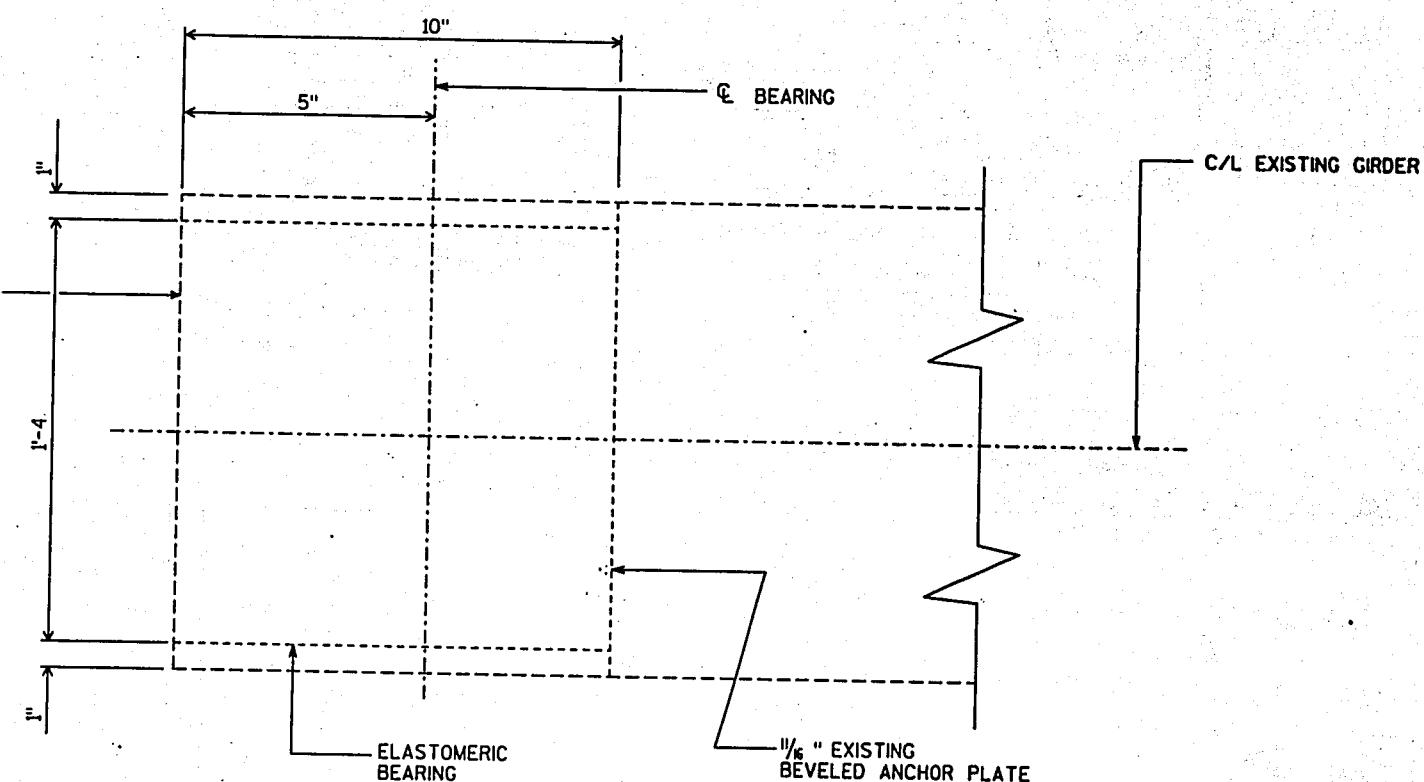 10"
5"
℄ BEARING
1"
C/L EXISTING GIRDER
1'-4
1"
ELASTOMERIC
BEARING
11/16 " EXISTING
BEVELED ANCHOR PLATE